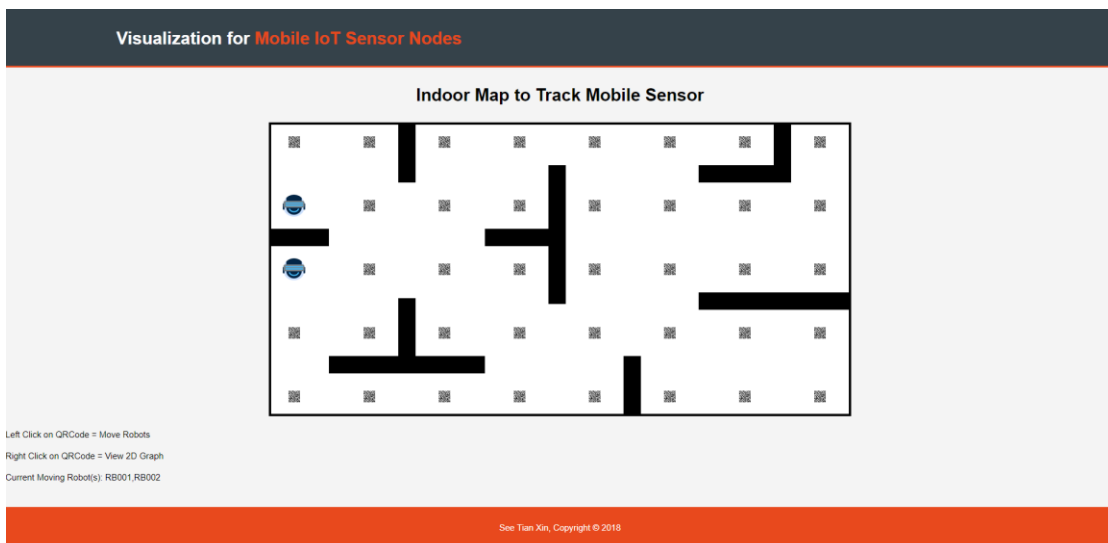 Visualization for Mobile IoT Sensor Nodes
Indoor Map to Track Mobile Sensor
Left Click on QRCode = Move Robots
Right Click on QRCode = View 2D Graph
Current Moving Robot(s): RB001,RB002
See Tian Xin, Copyright © 2018